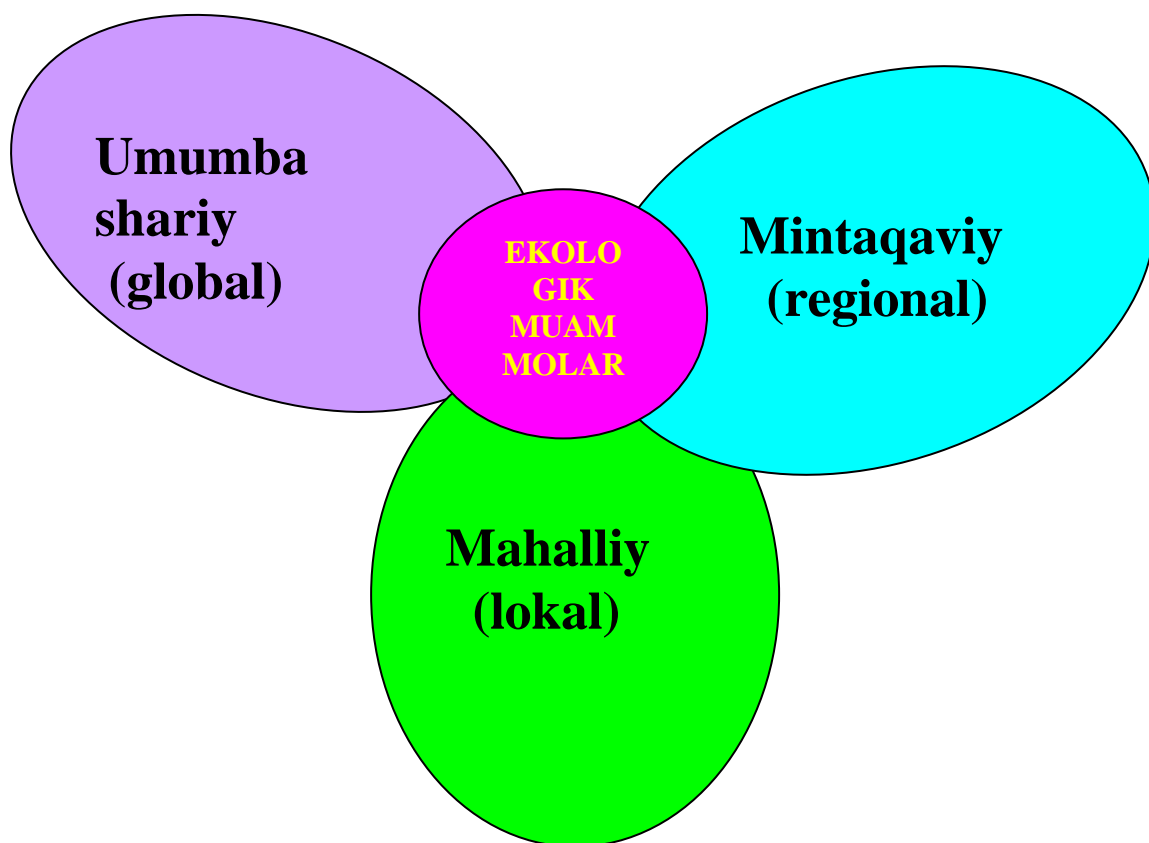 Umumba
shariy
(global)
EKOLO
GIK
MUAM
MOLAR
Mintaqaviy
(regional)
Mahalliy
(lokal)